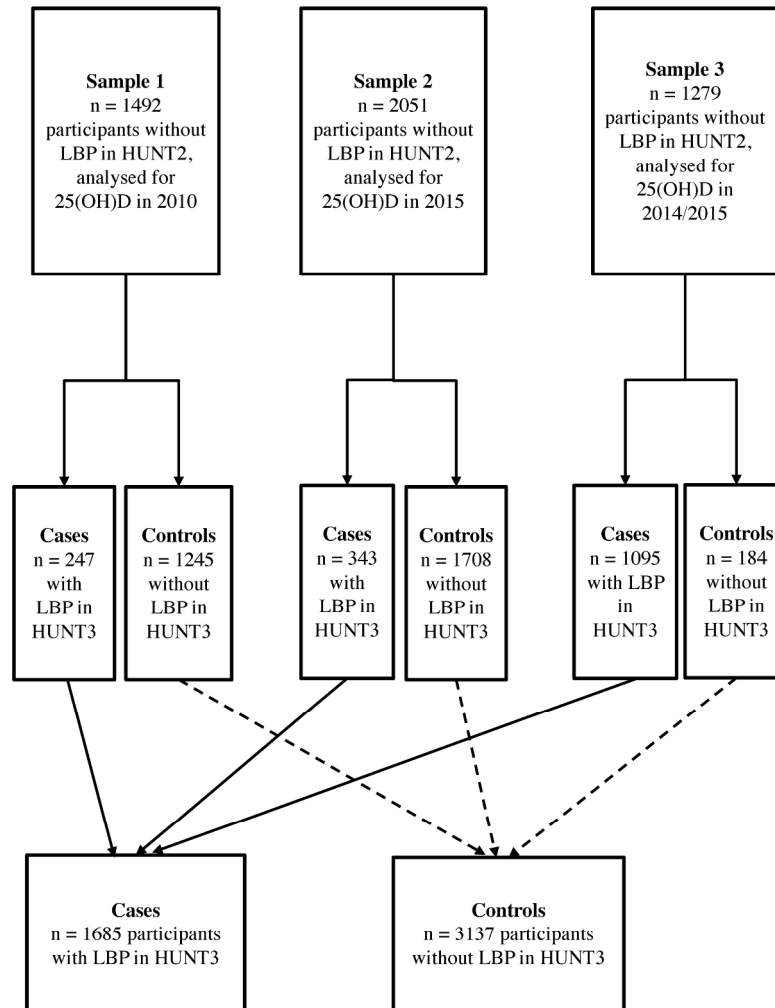 Sample 1
n = 1492
participants without
LBP in HUNT2,
analysed for
25(OH)D in 2010
Sample 2
n = 2051
participants without
LBP in HUNT2,
analysed for
25(OH)D in 2015
Sample 3
n = 1279
participants without
LBP in HUNT2,
analysed for
25(OH)D in
2014/2015
Cases
n = 247
with
LBP in
HUNT3
Controls
n = 1245
without
LBP in
HUNT3
Cases
n = 343
with
LBP in
HUNT3
Controls
n = 1708
without
LBP in
HUNT3
Cases
n = 1095
with LBP
in
HUNT3
Controls
n = 184
without
LBP in
HUNT3
Cases
n = 1685 participants
with LBP in HUNT3
Controls
n = 3137 participants
without LBP in HUNT3